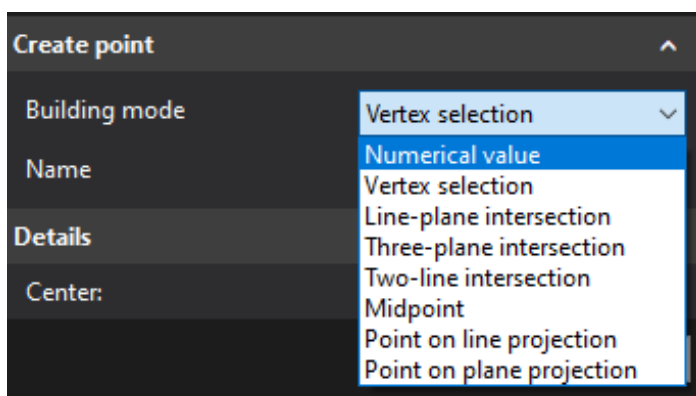 Create point
Building mode
Vertex selection
Numerical value
Name
Vertex selection
Line-plane intersection
Details
Three-plane intersection
Two-line intersection
Center:
Midpoint
Point on line projection
Point on plane projection